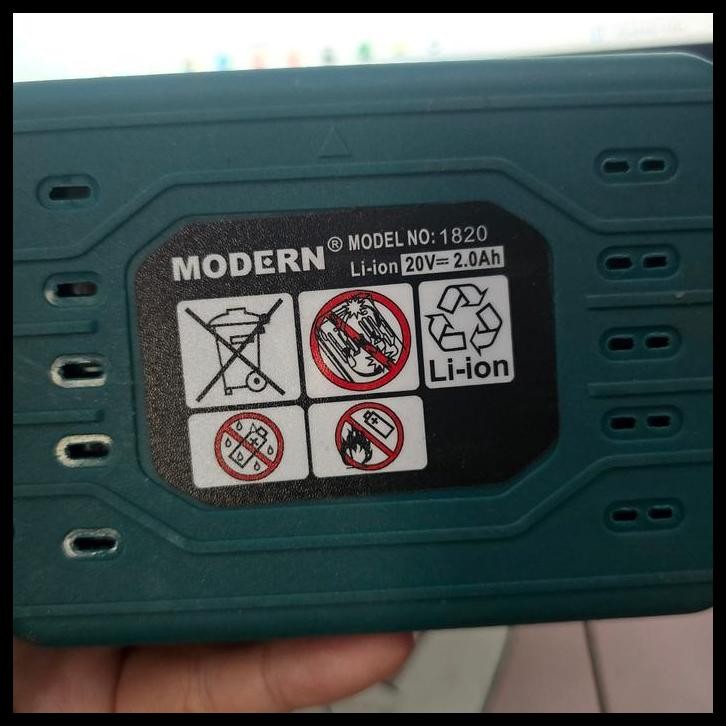 MODERN® MODEL NO: 1820
Li-ion 20V⎓ 2.0Ah
Li-ion